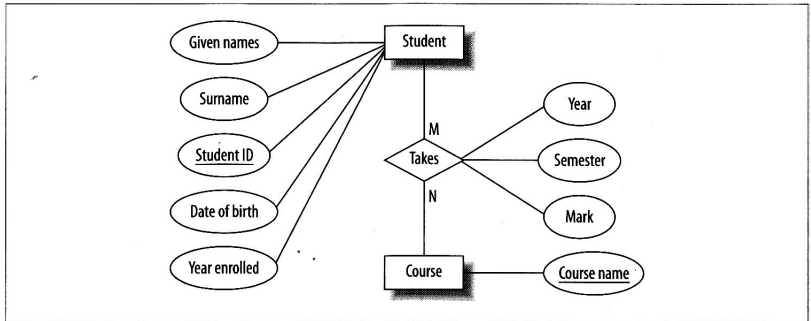 Given names
Student
Surname
Year
Student ID
M
Takes
Semester
Date of birth
N
Mark
Year enrolled
Course
Course name